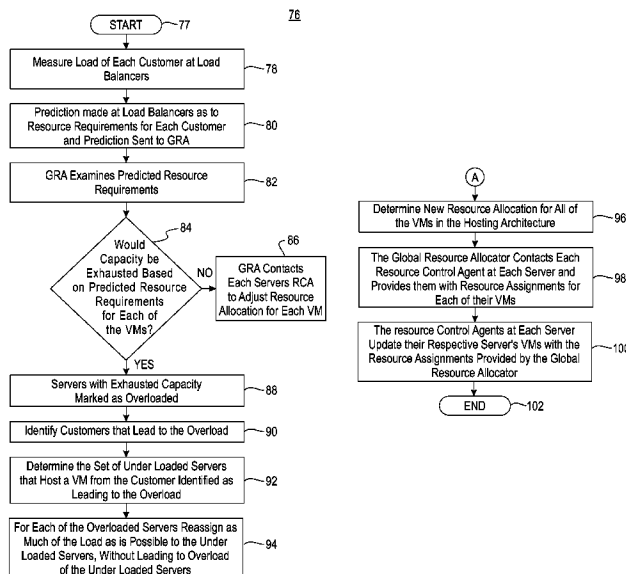 76
START
77
Measure Load of Each Customer at Load
Balancers
78
Prediction made at Load Balancers as to
Resource Requirements for Each Customer
and Prediction Sent to GRA
80
GRA Examines Predicted Resource
Requirements
82
84
Would
Capacity be
Exhausted Based
on Predicted Resource
Requirements
for Each of
the VMs?
NO
86
GRA Contacts
Each Servers RCA
to Adjust Resource
Allocation for Each VM
YES
Servers with Exhausted Capacity
Marked as Overloaded
88
Identify Customers that Lead to the Overload
90
Determine the Set of Under Loaded Servers
that Host a VM from the Customer Identified as
Leading to the Overload
92
For Each of the Overloaded Servers Reassign as
Much of the Load as is Possible to the Under
Loaded Servers, Without Leading to Overload
of the Under Loaded Servers
94
A
Determine New Resource Allocation for All of
the VMs in the Hosting Architecture
96
The Global Resource Allocator Contacts Each
Resource Control Agent at Each Server and
Provides them with Resource Assignments for
Each of their VMs
98
The resource Control Agents at Each Server
Update their Respective Server's VMs with the
Resource Assignments Provided by the Global
Resource Allocator
100
END
102